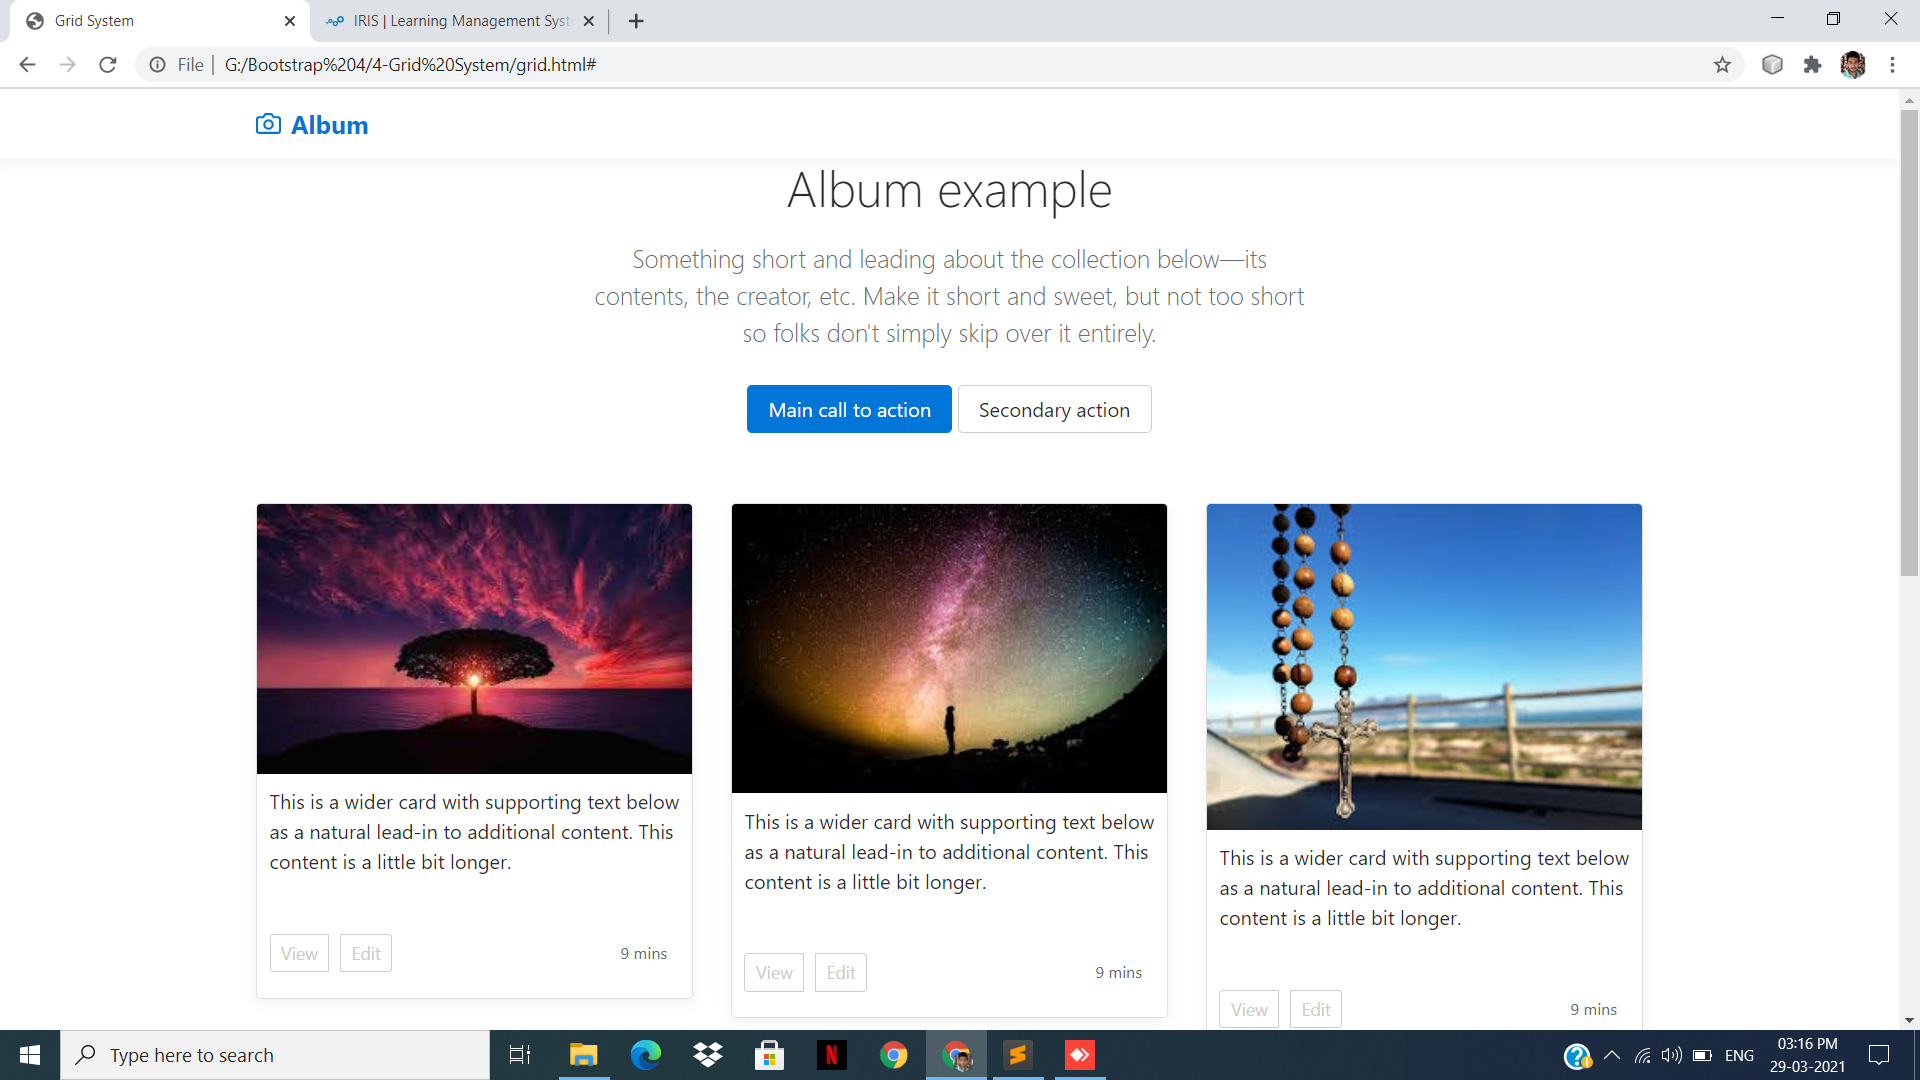 Grid System
IRIS | Learning Management Syst
File | G:/Bootstrap%204/4-Grid%20System/grid.html#
Album
Album example
Something short and leading about the collection below—its
contents, the creator, etc. Make it short and sweet, but not too short
so folks don't simply skip over it entirely.
Main call to action
Secondary action
This is a wider card with supporting text below
as a natural lead-in to additional content. This
content is a little bit longer.
View
Edit
9 mins
This is a wider card with supporting text below
as a natural lead-in to additional content. This
content is a little bit longer.
View
Edit
9 mins
This is a wider card with supporting text below
as a natural lead-in to additional content. This
content is a little bit longer.
View
Edit
9 mins
Type here to search
N
S
ENG
03:16 PM
29-03-2021